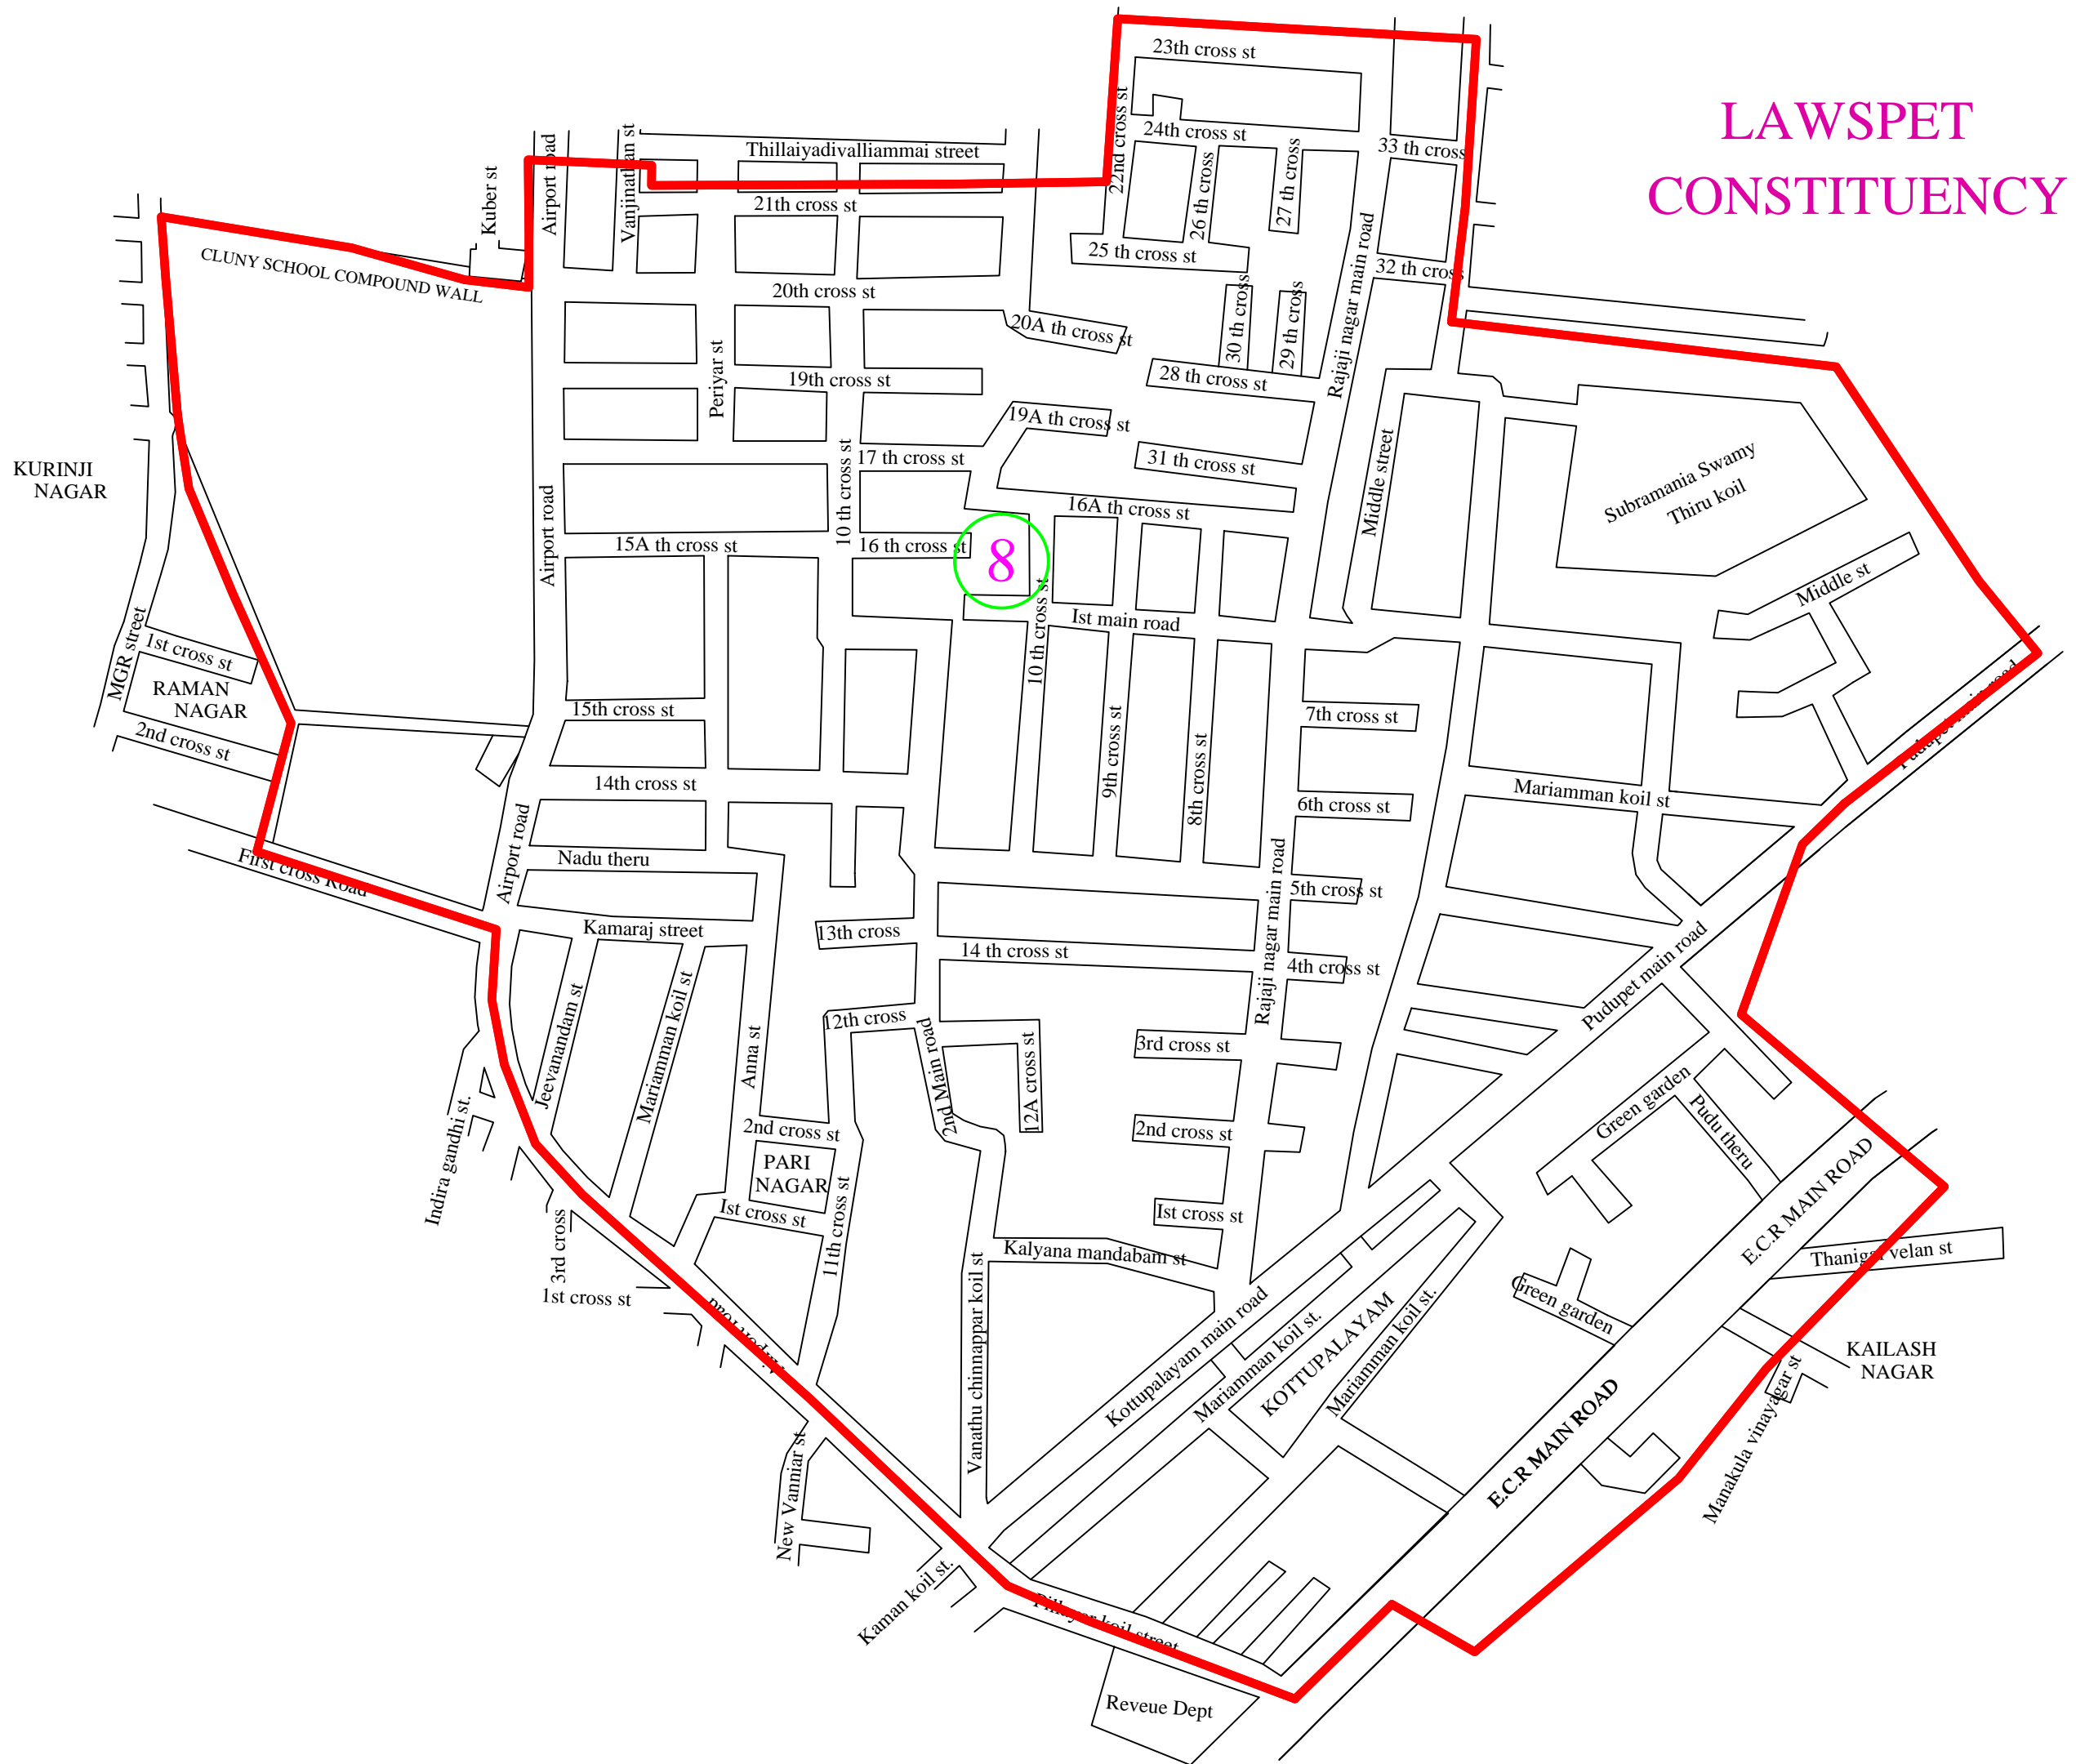 LAWSPET
CONSTITUENCY
23th cross st
22nd cross st
24th cross st
33 th cross
Thillaiyadivalliammai street
Vanjinathan st
Airport road
Kuber st
26 th cross
27 th cross
21th cross st
25 th cross st
CLUNY SCHOOL COMPOUND WALL
20th cross st
32 th cross
Rajaji nagar main road
20A th cross st
30 th cross
29 th cross
Periyar st
19th cross st
28 th cross st
19A th cross st
KURINJI
NAGAR
17 th cross st
31 th cross st
10 th cross st
Middle street
Subramania Swamy
Thiru koil
16A th cross st
Airport road
15A th cross st
16 th cross st
8
Middle st
10 th cross st
Ist main road
MGR street
1st cross st
RAMAN
NAGAR
2nd cross st
15th cross st
7th cross st
Pudupet main road
9th cross st
8th cross st
14th cross st
Mariamman koil st
6th cross st
Airport road
Nadu theru
First cross Road
Rajaji nagar main road
5th cross st
Kamaraj street
13th cross
14 th cross st
4th cross st
Pudupet main road
Jeevanandam st
Mariamman koil st
12th cross
Anna st
2nd Main road
12A cross st
3rd cross st
Green garden
Pudu theru
Indira gandhi st.
2nd cross st
2nd cross st
PARI
NAGAR
E.C.R MAIN ROAD
Ist cross st
Ist cross st
11th cross st
3rd cross
Kalyana mandabam st
Thanigai velan st
1st cross st
Airport road
Green garden
Vanathu chinnappar koil st
Kottupalayam main road
Mariamman koil st.
KOTTUPALAYAM
Mariamman koil st.
KAILASH
NAGAR
E.C.R MAIN ROAD
Manakula vinayagar st
New Vanniar st
Kaman koil st.
Pillayar koil street
Reveue Dept